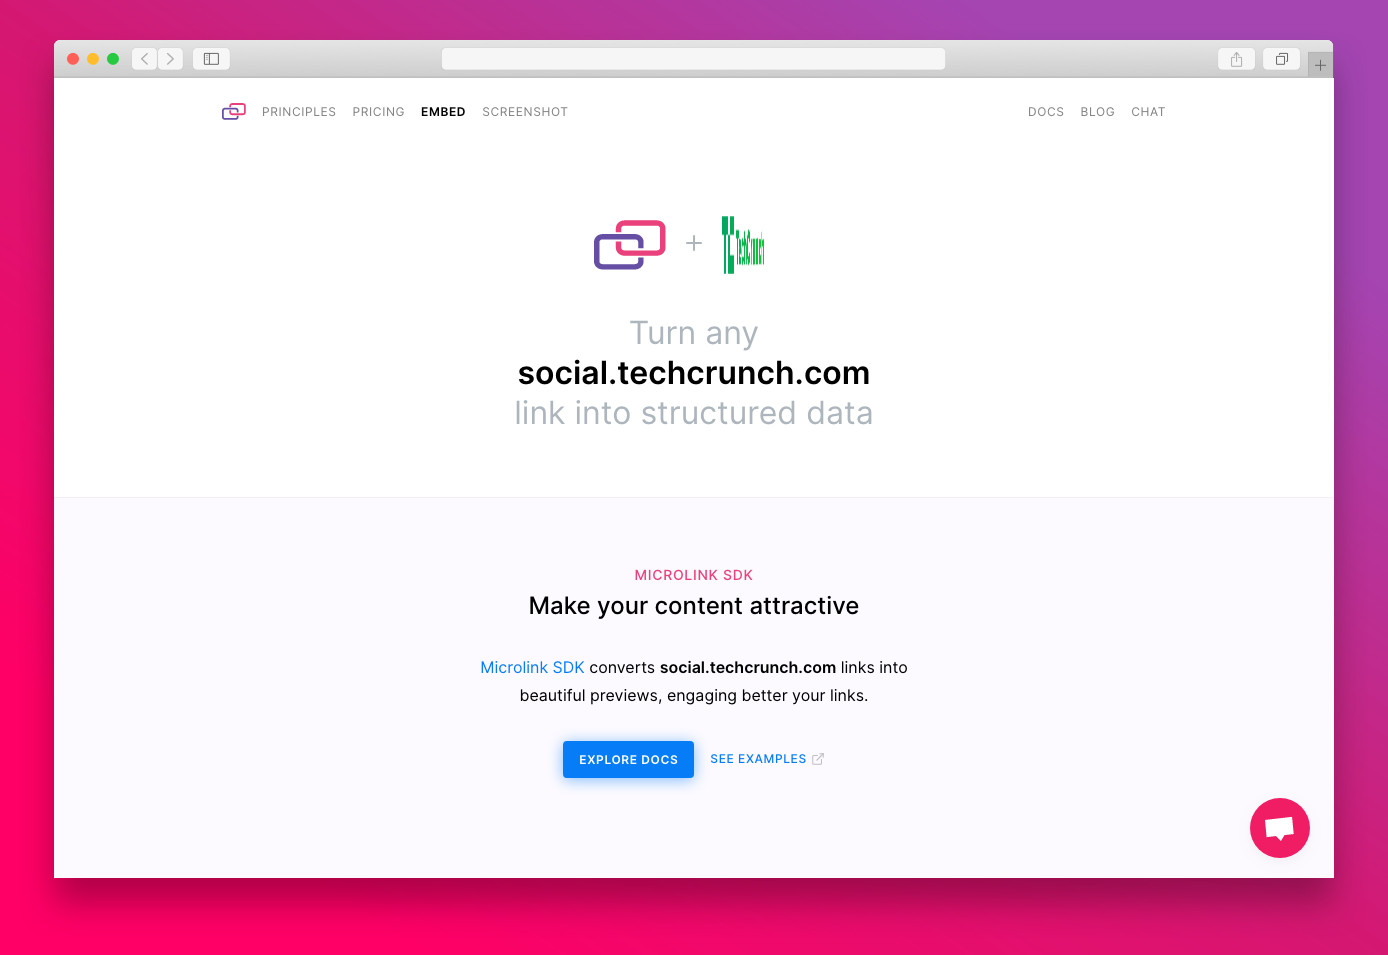 PRINCIPLES PRICING EMBED SCREENSHOT DOCS BLOG CHAT
+ TechCrunch
Turn any
social.techcrunch.com
link into structured data
MICROLINK SDK
Make your content attractive
Microlink SDK converts social.techcrunch.com links into
beautiful previews, engaging better your links.
EXPLORE DOCS SEE EXAMPLES